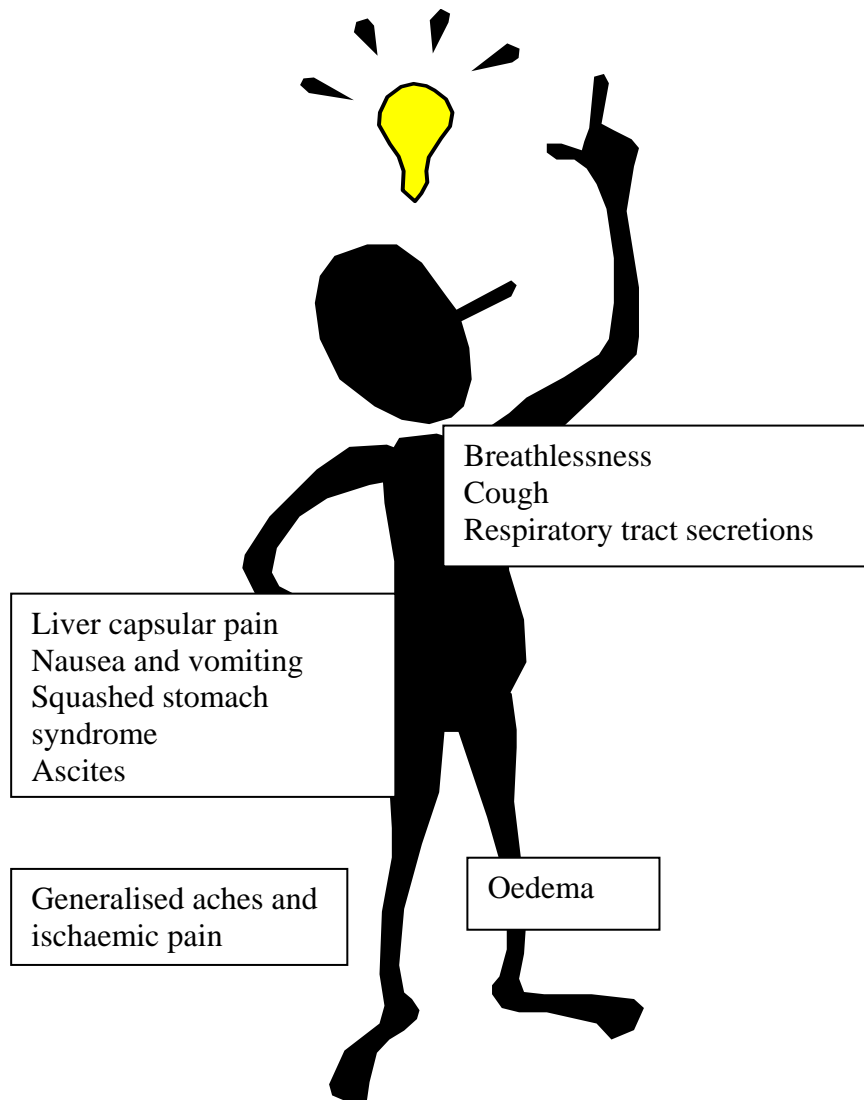 Breathlessness
Cough
Respiratory tract secretions
Liver capsular pain
Nausea and vomiting
Squashed stomach
syndrome
Ascites
Generalised aches and
ischaemic pain
Oedema